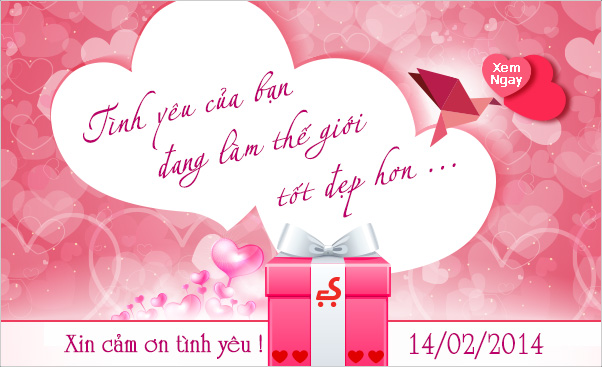 Xem
Ngay
Tình yêu của bạn
đang làm thế giới
tốt đẹp hơn ...
Xin cảm ơn tình yêu !
14/02/2014